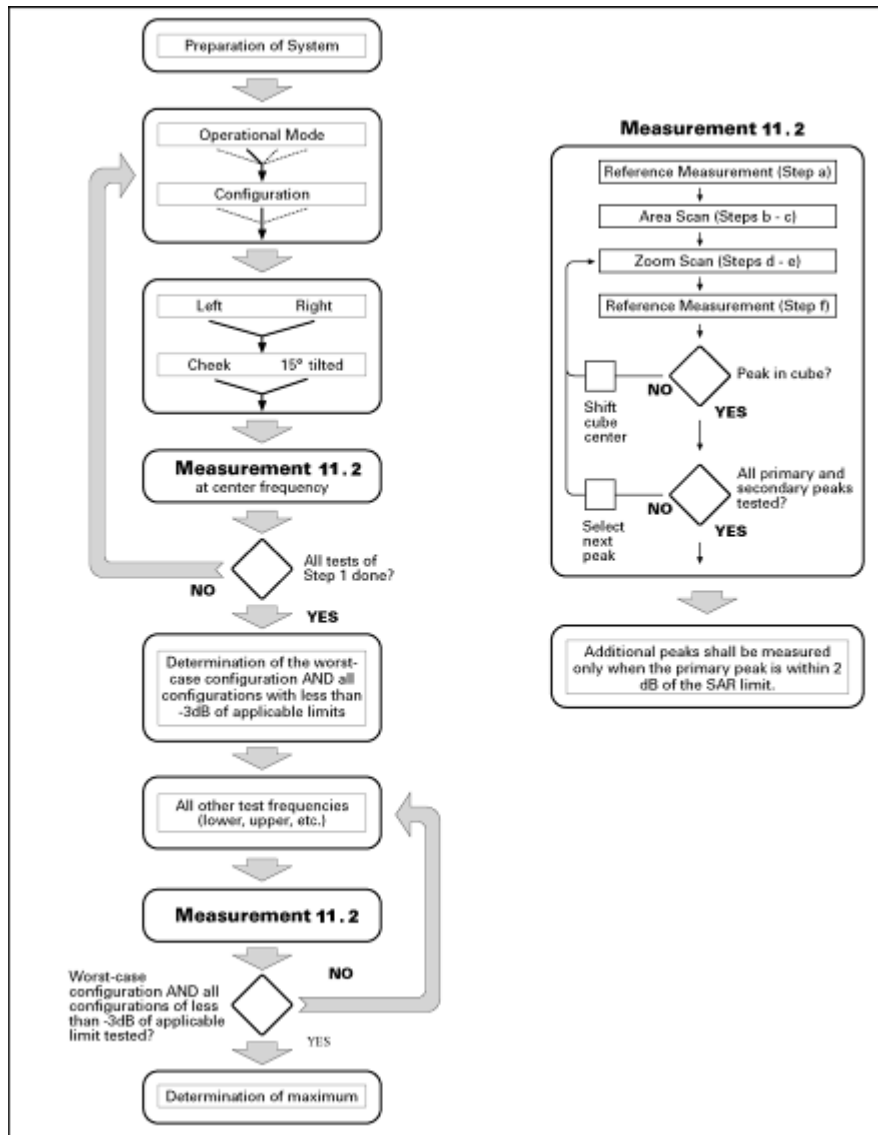 Preparation of System
Operational Mode
Configuration
Left Right
Cheek 15º tilted
Measurement 11.2
at center frequency
All tests of
Step 1 done?
NO
YES
Determination of the worst-
case configuration AND all
configurations with less than
-3dB of applicable limits
All other test frequencies
(lower, upper, etc.)
Measurement 11.2
NO
Worst-case
configuration AND all
configurations of less
than -3dB of applicable
limit tested?
YES
Determination of maximum
Measurement 11.2
Reference Measurement (Step a)
Area Scan (Steps b - c)
Zoom Scan (Steps d - e)
Reference Measurement (Step f)
Peak in cube?
NO
YES
Shift
cube
center
All primary and
secondary peaks
tested?
NO
YES
Select
next
peak
Additional peaks shall be measured
only when the primary peak is within 2
dB of the SAR limit.